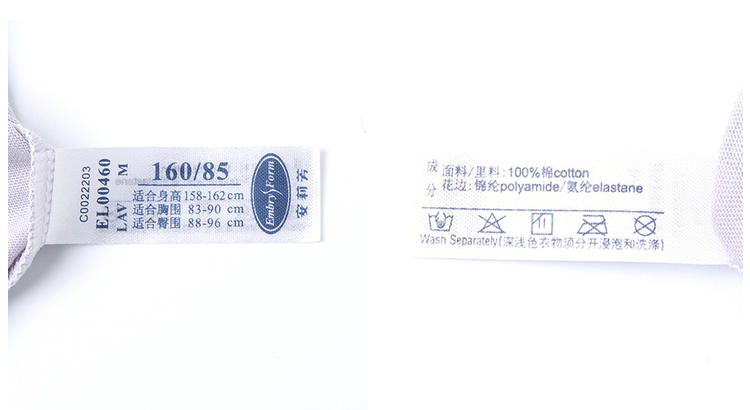 C0022203
EL00460
LAV M
160/85
适合身高158-162cm
适合胸围 83-90 cm
适合臀围 88-96 cm
Embry Form
安莉芳
成分
面料/里料:100%棉cotton
花边:锦纶polyamide/氨纶elastane
Wash Separately(深浅色衣物须分开浸泡和洗涤)